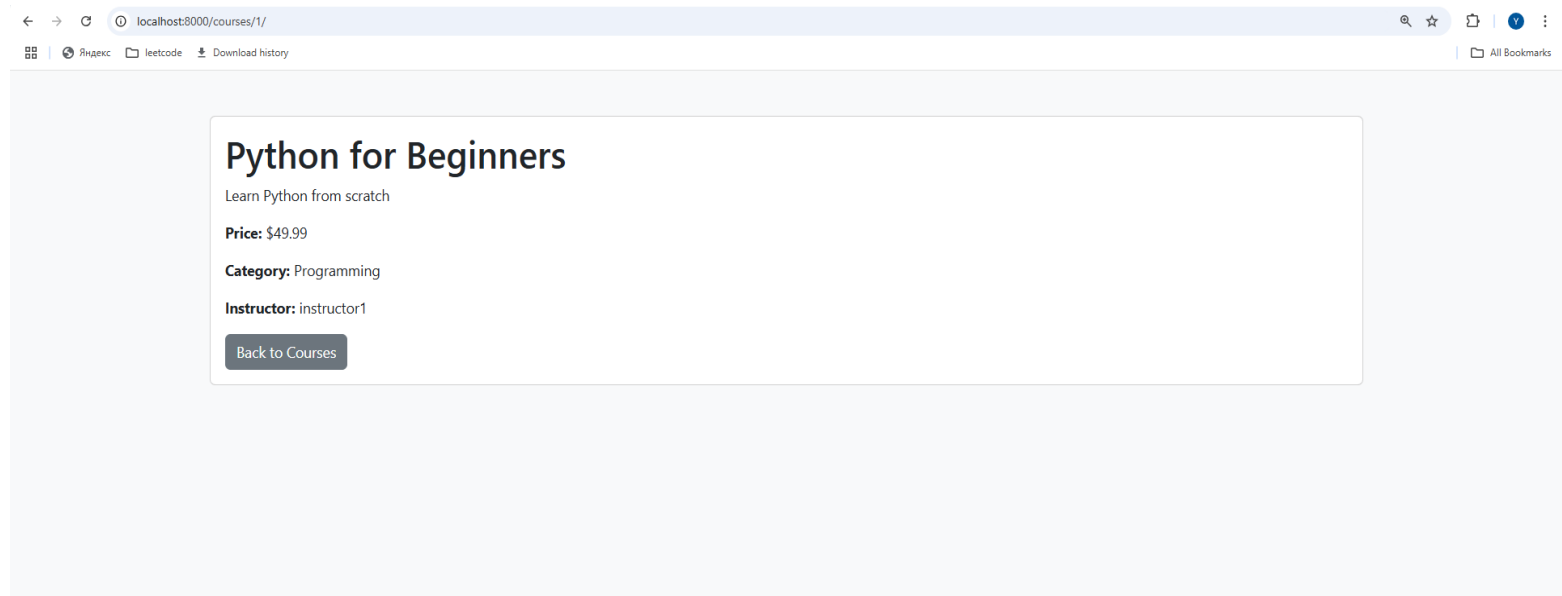 localhost:8000/courses/1/
Y
Яндекс leetcode Download history All Bookmarks
Python for Beginners
Learn Python from scratch
Price: $49.99
Category: Programming
Instructor: instructor1
Back to Courses